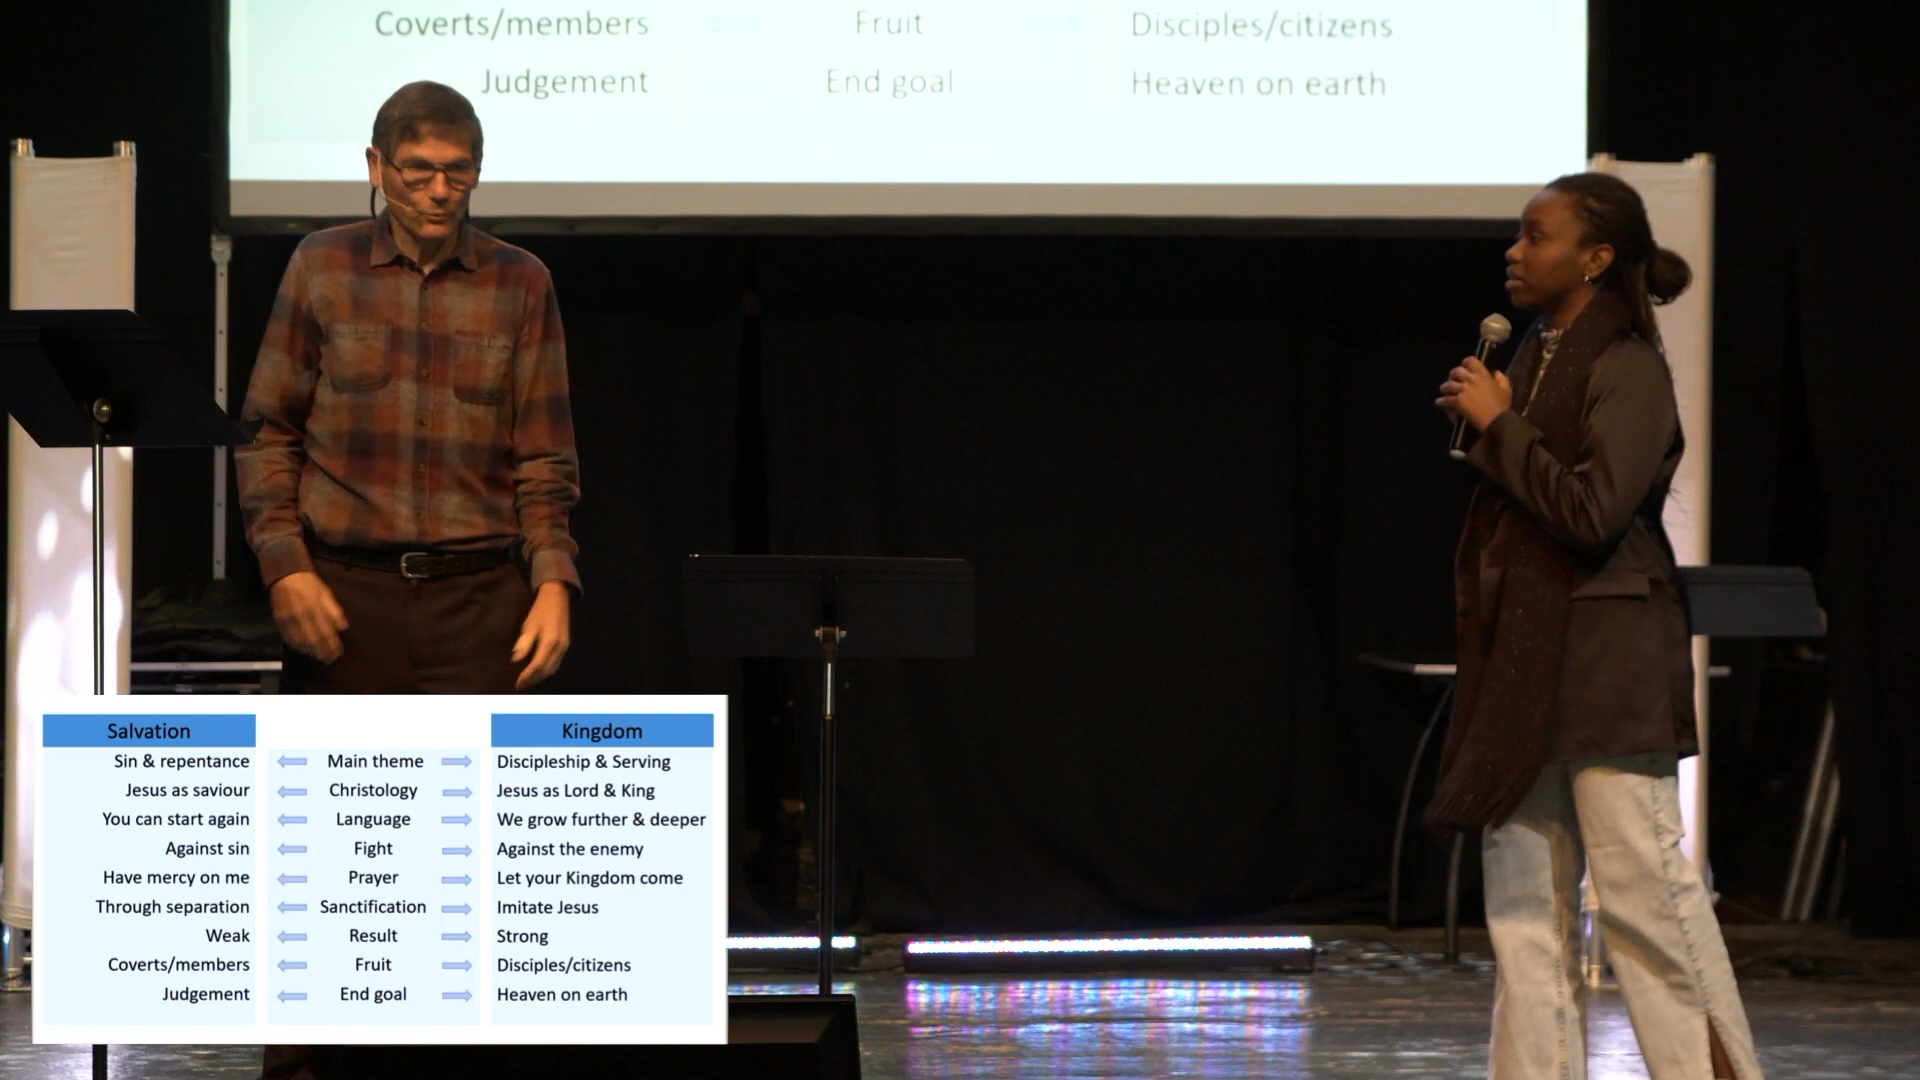 Coverts/members Fruit Disciples/citizens
Judgement End goal Heaven on earth
Salvation Kingdom
Sin & repentance Main theme Discipleship & Serving
Jesus as saviour Christology Jesus as Lord & King
You can start again Language We grow further & deeper
Against sin Fight Against the enemy
Have mercy on me Prayer Let your Kingdom come
Through separation Sanctification Imitate Jesus
Weak Result Strong
Coverts/members Fruit Disciples/citizens
Judgement End goal Heaven on earth